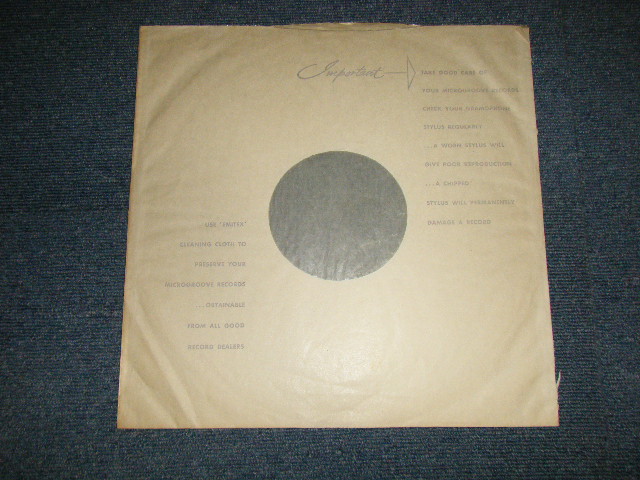 Important
TAKE GOOD CARE OF
YOUR MICROGROOVE RECORDS
CHECK YOUR GRAMOPHONE
STYLUS REGULARLY
...A WORN STYLUS WILL
GIVE POOR REPRODUCTION
...A CHIPPED
STYLUS WILL PERMANENTLY
DAMAGE A RECORD
USE 'EMITEX'
CLEANING CLOTH TO
PRESERVE YOUR
MICROGROOVE RECORDS
...OBTAINABLE
FROM ALL GOOD
RECORD DEALERS